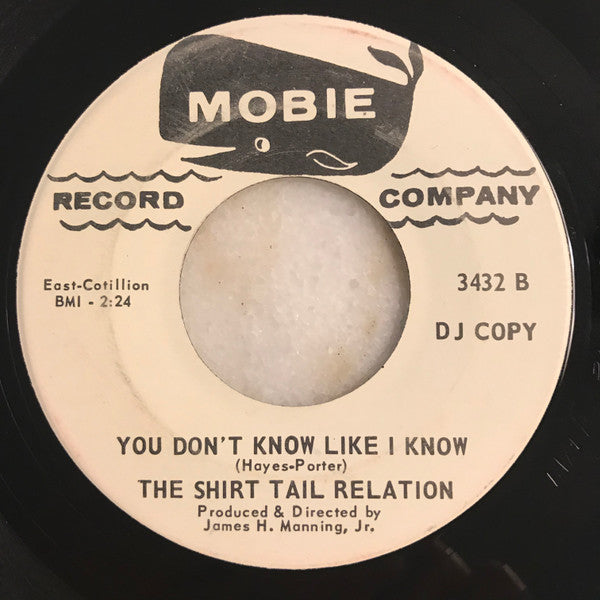 MOBIE
RECORD COMPANY
East-Cotillion
BMI - 2:24
3432 B
DJ COPY
YOU DON'T KNOW LIKE I KNOW
(Hayes-Porter)
THE SHIRT TAIL RELATION
Produced & Directed by
James H. Manning, Jr.